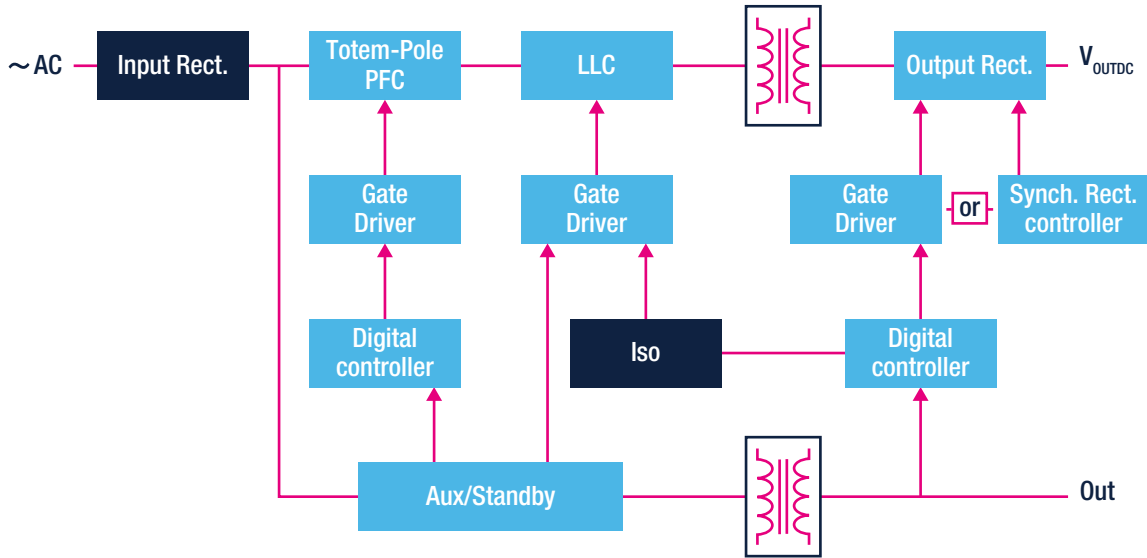 ~ AC
Input Rect.
Totem-Pole
PFC
LLC
Output Rect.
VOUTDC
Gate
Driver
Gate
Driver
Gate
Driver
or
Synch. Rect.
controller
Digital
controller
Iso
Digital
controller
Aux/Standby
Out